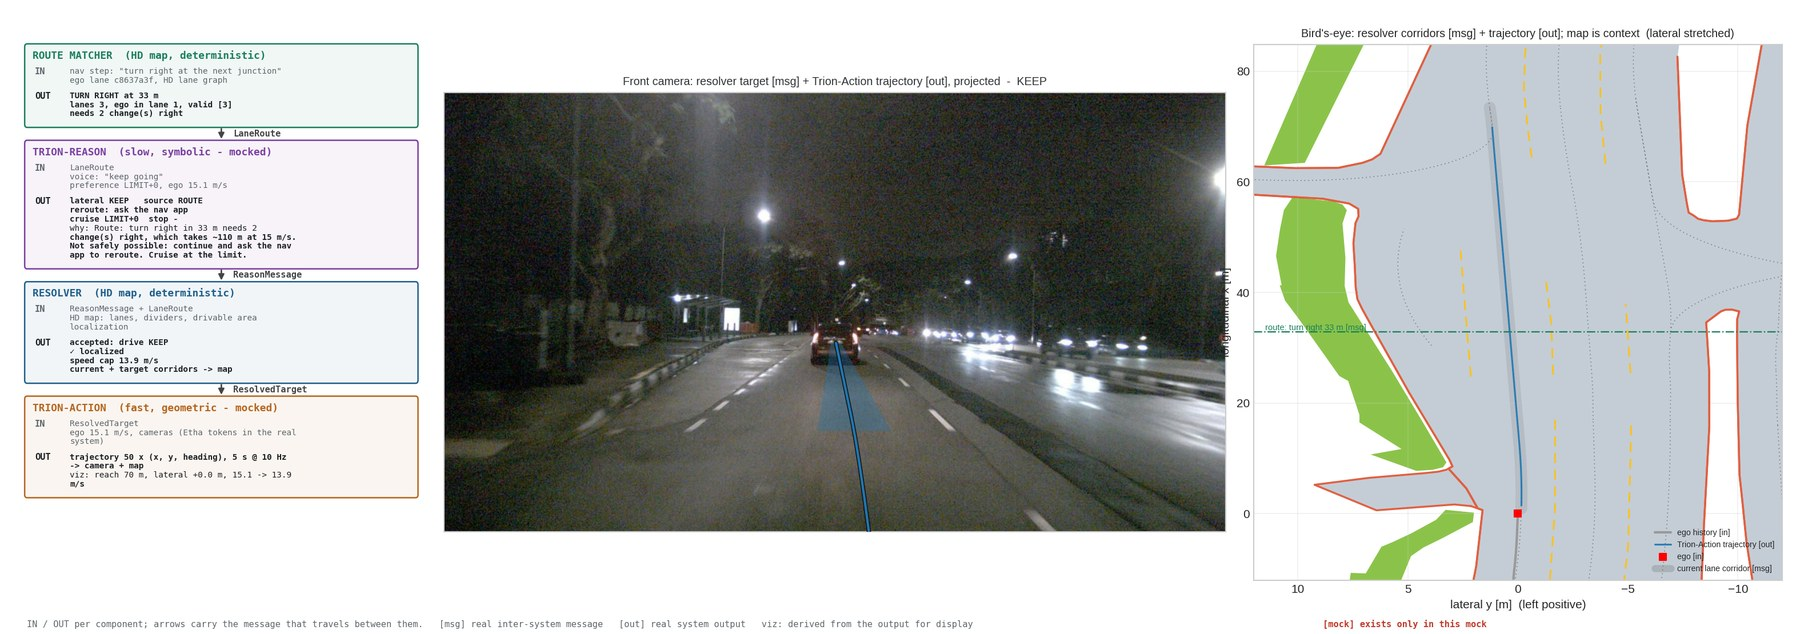 ROUTE MATCHER  (HD map, deterministic)
IN nav step: "turn right at the next junction"
ego lane c8637a3f, HD lane graph
OUT TURN RIGHT at 33 m
lanes 3, ego in lane 1, valid [3]
needs 2 change(s) right
LaneRoute
TRION-REASON  (slow, symbolic - mocked)
IN LaneRoute
voice: "keep going"
preference LIMIT+0, ego 15.1 m/s
OUT lateral KEEP   source ROUTE
reroute: ask the nav app
cruise LIMIT+0  stop -
why: Route: turn right in 33 m needs 2
change(s) right, which takes ~110 m at 15 m/s.
Not safely possible: continue and ask the nav
app to reroute. Cruise at the limit.
ReasonMessage
RESOLVER  (HD map, deterministic)
IN ReasonMessage + LaneRoute
HD map: lanes, dividers, drivable area
localization
OUT accepted: drive KEEP
✓ localized
speed cap 13.9 m/s
current + target corridors -> map
ResolvedTarget
TRION-ACTION  (fast, geometric - mocked)
IN ResolvedTarget
ego 15.1 m/s, cameras (Etha tokens in the real
system)
OUT trajectory 50 x (x, y, heading), 5 s @ 10 Hz
-> camera + map
viz: reach 70 m, lateral +0.0 m, 15.1 -> 13.9
m/s
Front camera: resolver target [msg] + Trion-Action trajectory [out], projected  -  KEEP
Bird's-eye: resolver corridors [msg] + trajectory [out]; map is context  (lateral stretched)
80
60
40
20
0
longitudinal x [m]
route: turn right 33 m [msg]
ego history [in]
Trion-Action trajectory [out]
ego [in]
current lane corridor [msg]
10 5 0 −5 −10
lateral y [m]  (left positive)
IN / OUT per component; arrows carry the message that travels between them.   [msg] real inter-system message   [out] real system output   viz: derived from the output for display
[mock] exists only in this mock